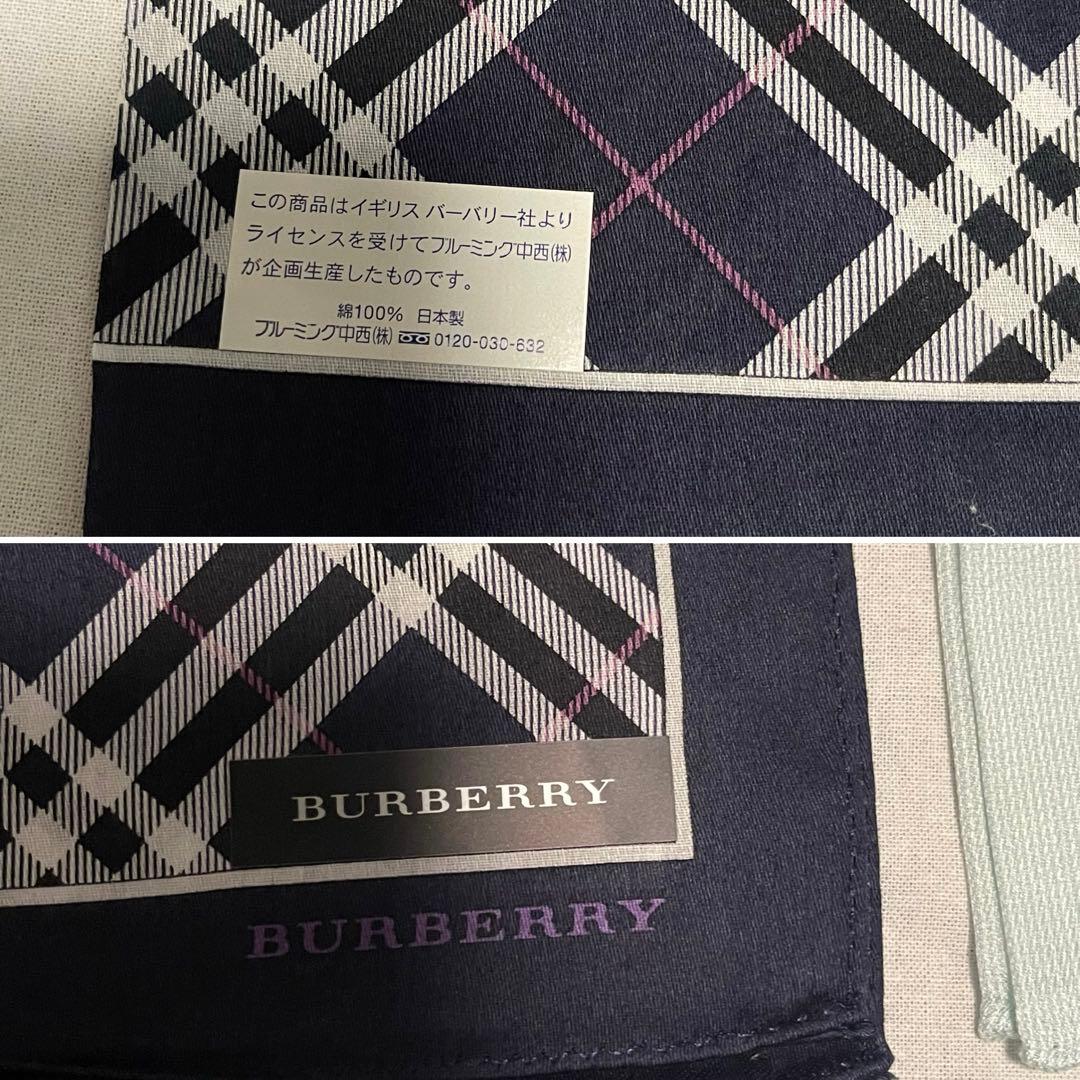 この商品はイギリス バーバリー社より
ライセンスを受けてブルーミング中西(株)
が企画生産したものです。
綿100% 日本製
ブルーミング中西(株) 0120-030-632
BURBERRY
BURBERRY